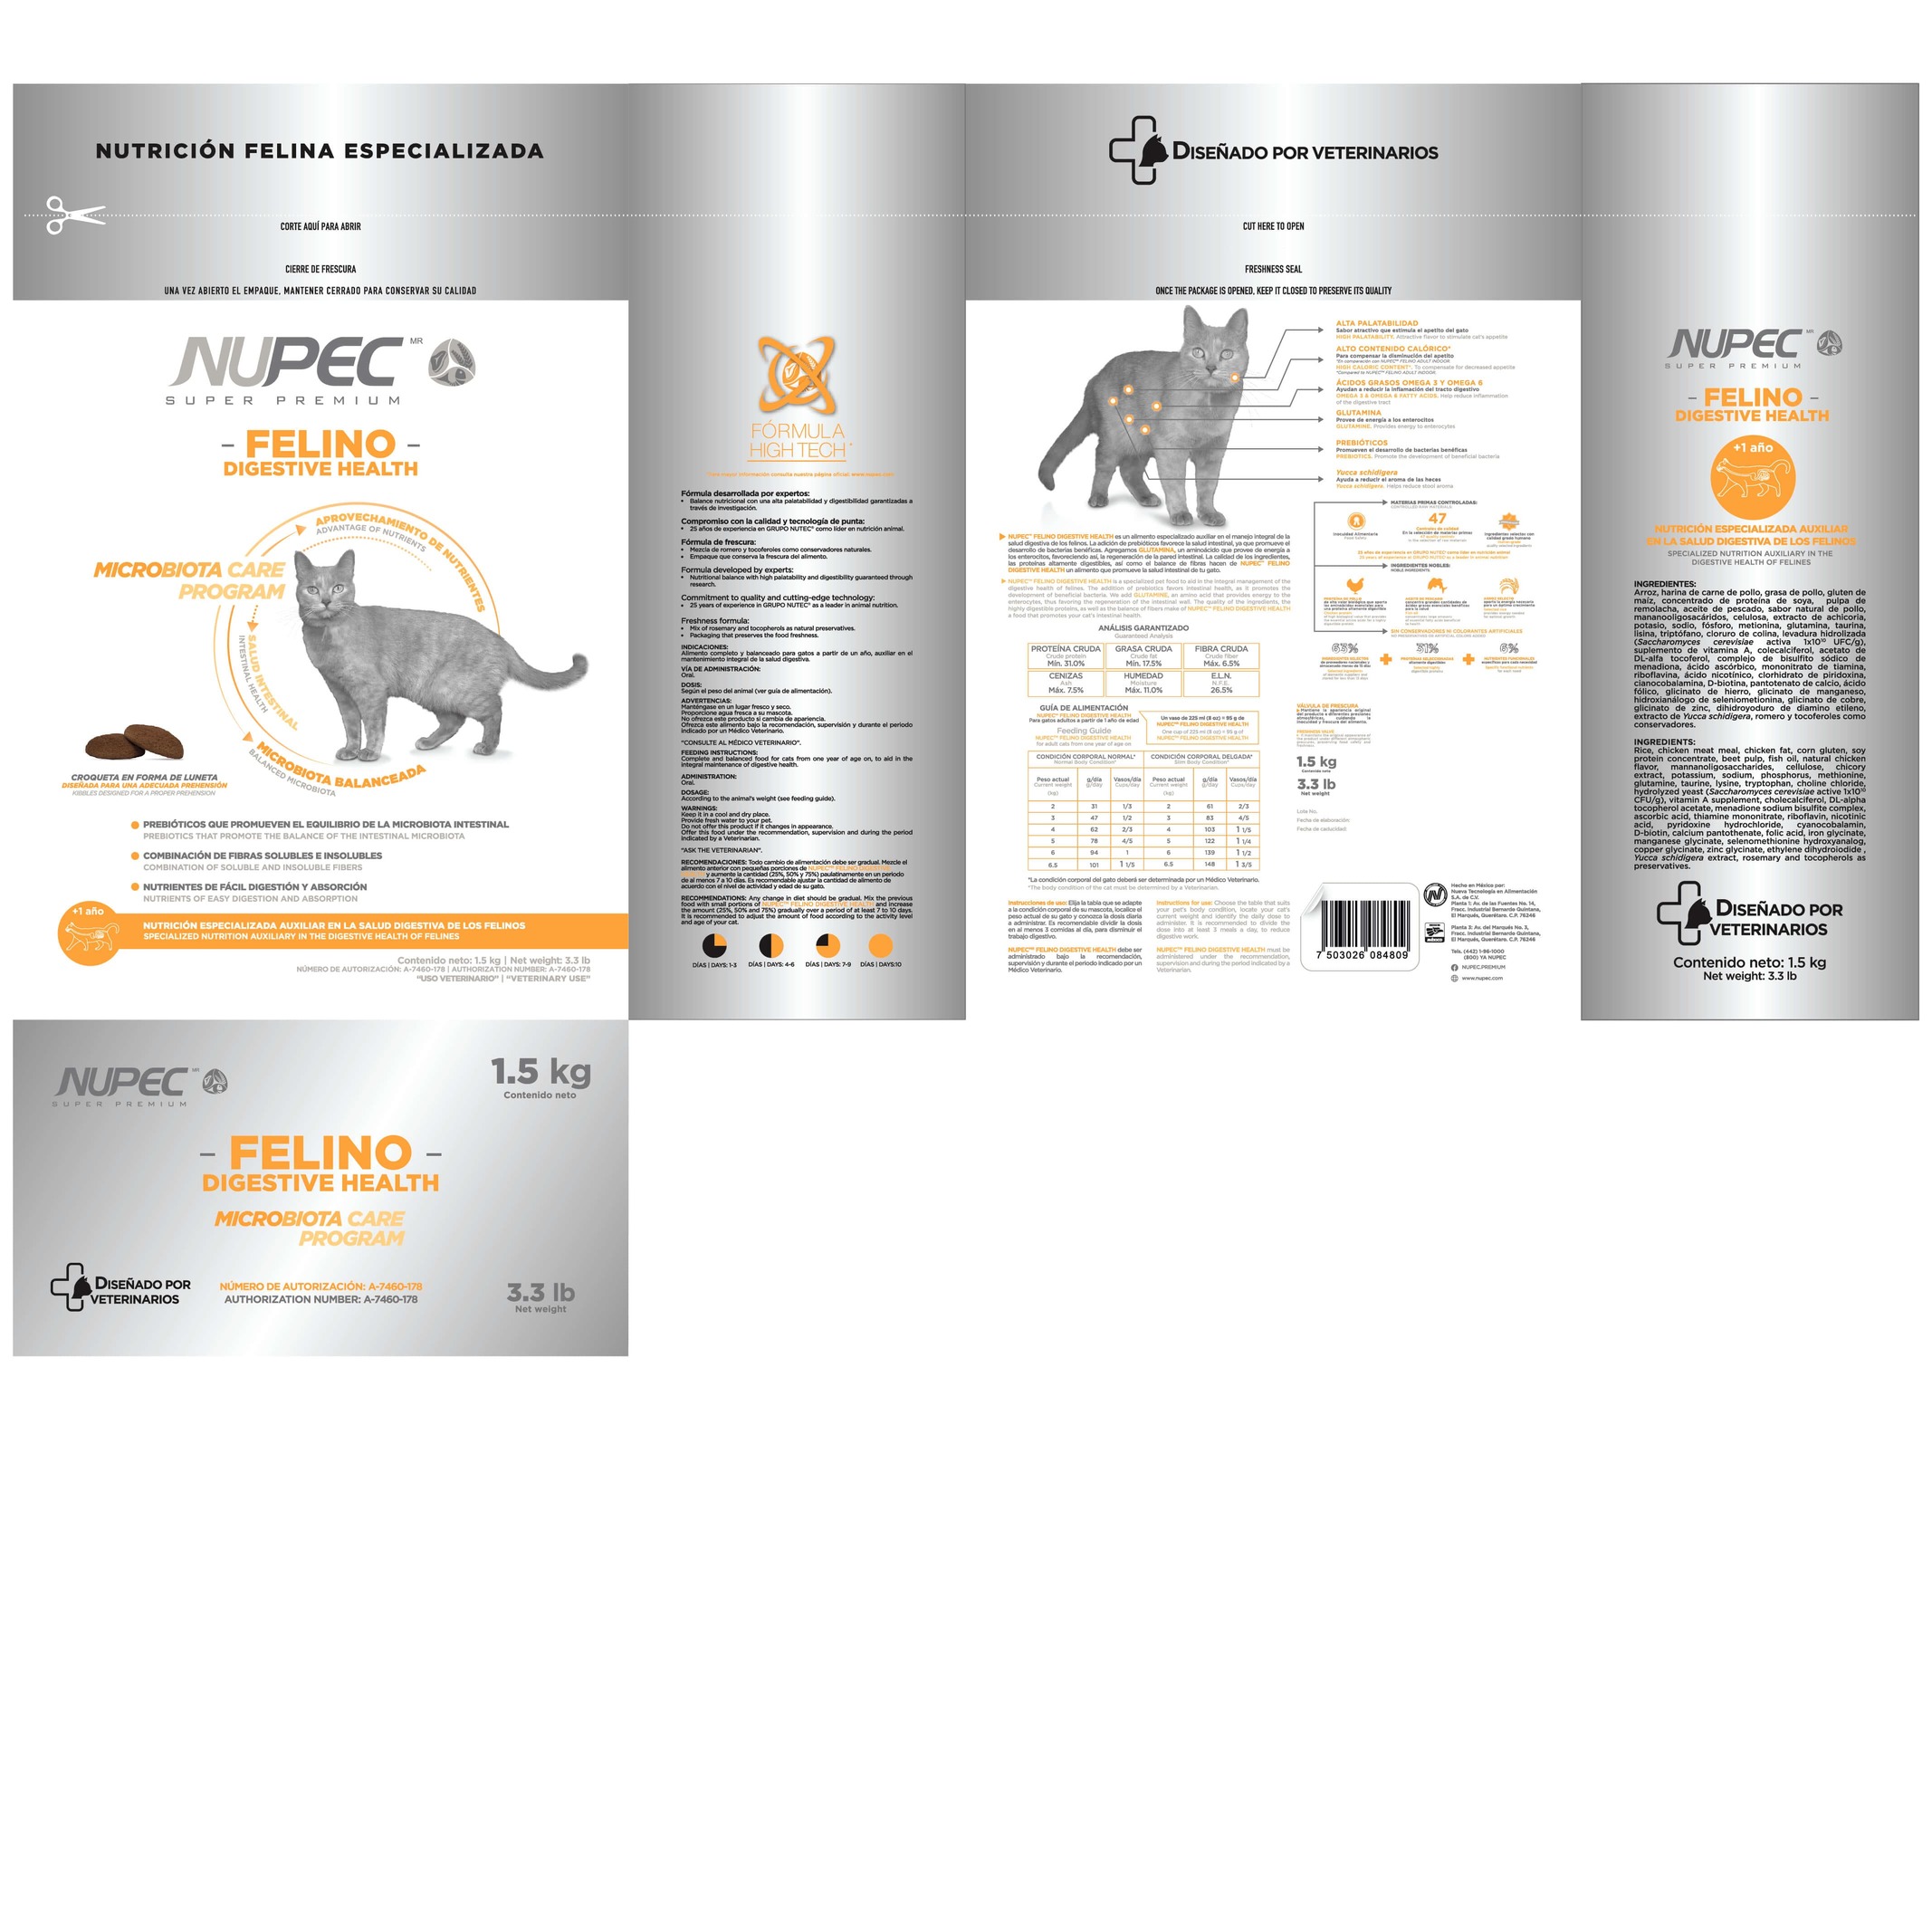 NUTRICIÓN FELINA ESPECIALIZADA
CORTE AQUÍ PARA ABRIR
CIERRE DE FRESCURA
UNA VEZ ABIERTO EL EMPAQUE, MANTENER CERRADO PARA CONSERVAR SU CALIDAD
NUPEC MR
SUPER PREMIUM
- FELINO -
DIGESTIVE HEALTH
APROVECHAMIENTO DE NUTRIENTES
ADVANTAGE OF NUTRIENTS
MICROBIOTA CARE
PROGRAM
SALUD INTESTINAL
INTESTINAL HEALTH
MICROBIOTA BALANCEADA
BALANCED MICROBIOTA
CROQUETA EN FORMA DE LUNETA
DISEÑADA PARA UNA ADECUADA PREHENSIÓN
KIBBLES DESIGNED FOR A PROPER PREHENSION
PREBIÓTICOS QUE PROMUEVEN EL EQUILIBRIO DE LA MICROBIOTA INTESTINAL
PREBIOTICS THAT PROMOTE THE BALANCE OF THE INTESTINAL MICROBIOTA
COMBINACIÓN DE FIBRAS SOLUBLES E INSOLUBLES
COMBINATION OF SOLUBLE AND INSOLUBLE FIBERS
NUTRIENTES DE FÁCIL DIGESTIÓN Y ABSORCIÓN
NUTRIENTS OF EASY DIGESTION AND ABSORPTION
+1 año
NUTRICIÓN ESPECIALIZADA AUXILIAR EN LA SALUD DIGESTIVA DE LOS FELINOS
SPECIALIZED NUTRITION AUXILIARY IN THE DIGESTIVE HEALTH OF FELINES
Contenido neto: 1.5 kg | Net weight: 3.3 lb
NÚMERO DE AUTORIZACIÓN: A-7460-178 | AUTHORIZATION NUMBER: A-7460-178
"USO VETERINARIO" | "VETERINARY USE"
FÓRMULA
HIGH TECH
Fórmula desarrollada por expertos:
• Balance nutricional con una alta palatabilidad y digestibilidad garantizadas a
través de investigación.
Compromiso con la calidad y tecnología de punta:
• 25 años de experiencia en GRUPO NUTEC® como líder en nutrición animal.
Fórmula de frescura:
• Mezcla de romero y tocoferoles como conservadores naturales.
• Empaque que conserva la frescura del alimento.
Formula developed by experts:
• Nutritional balance with high palatability and digestibility guaranteed through
research.
Commitment to quality and cutting-edge technology:
• 25 years of experience in GRUPO NUTEC® as a leader in animal nutrition.
Freshness formula:
• Mix of rosemary and tocopherols as natural preservatives.
• Packaging that preserves the food freshness.
INDICACIONES:
Alimento completo y balanceado para gatos a partir de un año, auxiliar en el
mantenimiento integral de la salud digestiva.
VÍA DE ADMINISTRACIÓN:
Oral.
DOSIS:
Según el peso del animal (ver guía de alimentación).
ADVERTENCIAS:
Manténgase en un lugar fresco y seco.
Proporcione agua fresca a su mascota.
No ofrezca este producto si cambia de apariencia.
Ofrezca este alimento bajo la recomendación, supervisión y durante el periodo
indicado por un Médico Veterinario.
"CONSULTE AL MÉDICO VETERINARIO".
FEEDING INSTRUCTIONS:
Complete and balanced food for cats from one year of age on, to aid in the
integral maintenance of digestive health.
ADMINISTRATION:
Oral.
DOSAGE:
According to the animal's weight (see feeding guide).
WARNINGS:
Keep it in a cool and dry place.
Provide fresh water to your pet.
Do not offer this product if it changes in appearance.
Offer this food under the recommendation, supervision and during the period
indicated by a Veterinarian.
"ASK THE VETERINARIAN".
RECOMENDACIONES: Todo cambio de alimentación debe ser gradual. Mezcle el
alimento anterior con pequeñas porciones de NUPEC™ FELINO DIGESTIVE
y aumente la cantidad (25%, 50% y 75%) paulatinamente en un periodo
de al menos 7 a 10 días. Es recomendable ajustar la cantidad de alimento de
acuerdo con el nivel de actividad y edad de su gato.
RECOMMENDATIONS: Any change in diet should be gradual. Mix the previous
food with small portions of NUPEC™ FELINO DIGESTIVE HEALTH and increase
the amount (25%, 50% and 75%) gradually over a period of at least 7 to 10 days.
It is recommended to adjust the amount of food according to the activity level
and age of your cat.
DÍAS | DAYS: 1-3 DÍAS | DAYS: 4-6 DÍAS | DAYS: 7-9 DÍAS | DAYS:10
DISEÑADO POR VETERINARIOS
CUT HERE TO OPEN
FRESHNESS SEAL
ONCE THE PACKAGE IS OPENED, KEEP IT CLOSED TO PRESERVE ITS QUALITY
ALTA PALATABILIDAD
Sabor atractivo que estimula el apetito del gato
HIGH PALATABILITY. Attractive flavor to stimulate cat's appetite
ALTO CONTENIDO CALÓRICO*
Para compensar la disminución del apetito
*En comparación con NUPEC™ FELINO ADULT INDOOR.
HIGH CALORIC CONTENT*. To compensate for decreased appetite
*Compared to NUPEC™ FELINO ADULT INDOOR.
ÁCIDOS GRASOS OMEGA 3 Y OMEGA 6
Ayudan a reducir la inflamación del tracto digestivo
OMEGA 3 & OMEGA 6 FATTY ACIDS. Help reduce inflammation
of the digestive tract
GLUTAMINA
Provee de energía a los enterocitos
GLUTAMINE. Provides energy to enterocytes
PREBIÓTICOS
Promueven el desarrollo de bacterias benéficas
PREBIOTICS. Promote the development of beneficial bacteria
Yucca schidigera
Ayuda a reducir el aroma de las heces
Yucca schidigera. Helps reduce stool aroma
NUPEC™ FELINO DIGESTIVE HEALTH es un alimento especializado auxiliar en el manejo integral de la
salud digestiva de los felinos. La adición de prebióticos favorece la salud intestinal, ya que promueve el
desarrollo de bacterias benéficas. Agregamos GLUTAMINA, un aminoácido que provee de energía a
los enterocitos, favoreciendo así, la regeneración de la pared intestinal. La calidad de los ingredientes,
las proteínas altamente digestibles, así como el balance de fibras hacen de NUPEC™ FELINO
DIGESTIVE HEALTH un alimento que promueve la salud intestinal de tu gato.
NUPEC™ FELINO DIGESTIVE HEALTH is a specialized pet food to aid in the integral management of the
digestive health of felines. The addition of prebiotics favors intestinal health, as it promotes the
development of beneficial bacteria. We add GLUTAMINE, an amino acid that provides energy to the
enterocytes, thus favoring the regeneration of the intestinal wall. The quality of the ingredients, the
highly digestible proteins, as well as the balance of fibers make of NUPEC™ FELINO DIGESTIVE HEALTH
a food that promotes your cat's intestinal health.
MATERIAS PRIMAS CONTROLADAS:
CONTROLLED RAW MATERIALS:
Inocuidad Alimentaria
Food Safety
47
Controles de calidad
En la selección de materias primas
Ingredientes selectos con
calidad grado humano
25 años de experiencia en GRUPO NUTEC como líder en nutrición animal
INGREDIENTES NOBLES:
NOBLE INGREDIENTS:
SIN CONSERVADORES NI COLORANTES ARTIFICIALES
63% + 31% + 6%
ANÁLISIS GARANTIZADO
Guaranteed Analysis
PROTEÍNA CRUDA GRASA CRUDA FIBRA CRUDA
Crude protein Crude fat Crude fiber
Mín. 31.0% Mín. 17.5% Máx. 6.5%
CENIZAS HUMEDAD E.L.N.
Ash Moisture N.F.E.
Máx. 7.5% Máx. 11.0% 26.5%
GUÍA DE ALIMENTACIÓN
NUPEC™ FELINO DIGESTIVE HEALTH
Para gatos adultos a partir de 1 año de edad
Feeding Guide
NUPEC™ FELINO DIGESTIVE HEALTH
for adult cats from one year of age on
Un vaso de 225 ml (8 oz) = 95 g de
NUPEC™ FELINO DIGESTIVE HEALTH
One cup of 225 ml (8 oz) = 95 g of
NUPEC™ FELINO DIGESTIVE HEALTH
CONDICIÓN CORPORAL NORMAL* CONDICIÓN CORPORAL DELGADA*
Normal Body Condition* Slim Body Condition*
Peso actual g/día Vasos/día Peso actual g/día Vasos/día
Current weight g/day Cups/day Current weight g/day Cups/day
(kg) (kg)
2 31 1/3 2 61 2/3
3 47 1/2 3 83 4/5
4 62 2/3 4 103 1 1/5
5 78 4/5 5 122 1 1/4
6 94 1 6 139 1 1/2
6.5 101 1 1/5 6.5 148 1 3/5
*La condición corporal del gato deberá ser determinada por un Médico Veterinario.
*The body condition of the cat must be determined by a Veterinarian.
Instrucciones de uso: Elija la tabla que se adapte
a la condición corporal de su mascota, localice el
peso actual de su gato y conozca la dosis diaria
a administrar. Es recomendable dividir la dosis
en al menos 3 comidas al día, para disminuir el
trabajo digestivo.
NUPEC™ FELINO DIGESTIVE HEALTH debe ser
administrado bajo la recomendación,
supervisión y durante el periodo indicado por un
Médico Veterinario.
Instructions for use: Choose the table that suits
your pet's body condition, locate your cat's
current weight and identify the daily dose to
administer. It is recommended to divide the
dose into at least 3 meals a day, to reduce
digestive work.
NUPEC™ FELINO DIGESTIVE HEALTH must be
administered under the recommendation,
supervision and during the period indicated by a
Veterinarian.
VÁLVULA DE FRESCURA
FRESHNESS VALVE
1.5 kg
Contenido neto
3.3 lb
Net weight
Lote No.
Fecha de elaboración:
Fecha de caducidad:
7 503026 084809
Hecho en México por:
Nueva Tecnología en Alimentación
S.A. de C.V.
Planta 1: Av. de las Fuentes No. 14,
Fracc. Industrial Bernardo Quintana,
El Marqués, Querétaro. C.P. 76246
Planta 3: Av. del Marqués No. 3,
Fracc. Industrial Bernardo Quintana,
El Marqués, Querétaro. C.P. 76246
Tels. (442) 1-96-1000
(800) YA NUPEC
NUPEC.PREMIUM
www.nupec.com
NUPEC MR
SUPER PREMIUM
- FELINO -
DIGESTIVE HEALTH
+1 año
NUTRICIÓN ESPECIALIZADA AUXILIAR
EN LA SALUD DIGESTIVA DE LOS FELINOS
SPECIALIZED NUTRITION AUXILIARY IN THE
DIGESTIVE HEALTH OF FELINES
INGREDIENTES:
Arroz, harina de carne de pollo, grasa de pollo, gluten de
maíz, concentrado de proteína de soya, pulpa de
remolacha, aceite de pescado, sabor natural de pollo,
mananooligosacáridos, celulosa, extracto de achicoria,
potasio, sodio, fósforo, metionina, glutamina, taurina,
lisina, triptófano, cloruro de colina, levadura hidrolizada
(Saccharomyces cerevisiae activa 1x10¹⁰ UFC/g),
suplemento de vitamina A, colecalciferol, acetato de
DL-alfa tocoferol, complejo de bisulfito sódico de
menadiona, ácido ascórbico, mononitrato de tiamina,
riboflavina, ácido nicotínico, clorhidrato de piridoxina,
cianocobalamina, D-biotina, pantotenato de calcio, ácido
fólico, glicinato de hierro, glicinato de manganeso,
hidroxianálogo de seleniometionina, glicinato de cobre,
glicinato de zinc, dihidroyoduro de diamino etileno,
extracto de Yucca schidigera, romero y tocoferoles como
conservadores.
INGREDIENTS:
Rice, chicken meat meal, chicken fat, corn gluten, soy
protein concentrate, beet pulp, fish oil, natural chicken
flavor, mannanoligosaccharides, cellulose, chicory
extract, potassium, sodium, phosphorus, methionine,
glutamine, taurine, lysine, tryptophan, choline chloride,
hydrolyzed yeast (Saccharomyces cerevisiae active 1x10¹⁰
CFU/g), vitamin A supplement, cholecalciferol, DL-alpha
tocopherol acetate, menadione sodium bisulfite complex,
ascorbic acid, thiamine mononitrate, riboflavin, nicotinic
acid, pyridoxine hydrochloride, cyanocobalamin,
D-biotin, calcium pantothenate, folic acid, iron glycinate,
manganese glycinate, selenomethionine hydroxyanalog,
copper glycinate, zinc glycinate, ethylene dihydroiodide ,
Yucca schidigera extract, rosemary and tocopherols as
preservatives.
DISEÑADO POR
VETERINARIOS
Contenido neto: 1.5 kg
Net weight: 3.3 lb
NUPEC MR
SUPER PREMIUM
1.5 kg
Contenido neto
- FELINO -
DIGESTIVE HEALTH
MICROBIOTA CARE
PROGRAM
DISEÑADO POR
VETERINARIOS
NÚMERO DE AUTORIZACIÓN: A-7460-178
AUTHORIZATION NUMBER: A-7460-178
3.3 lb
Net weight